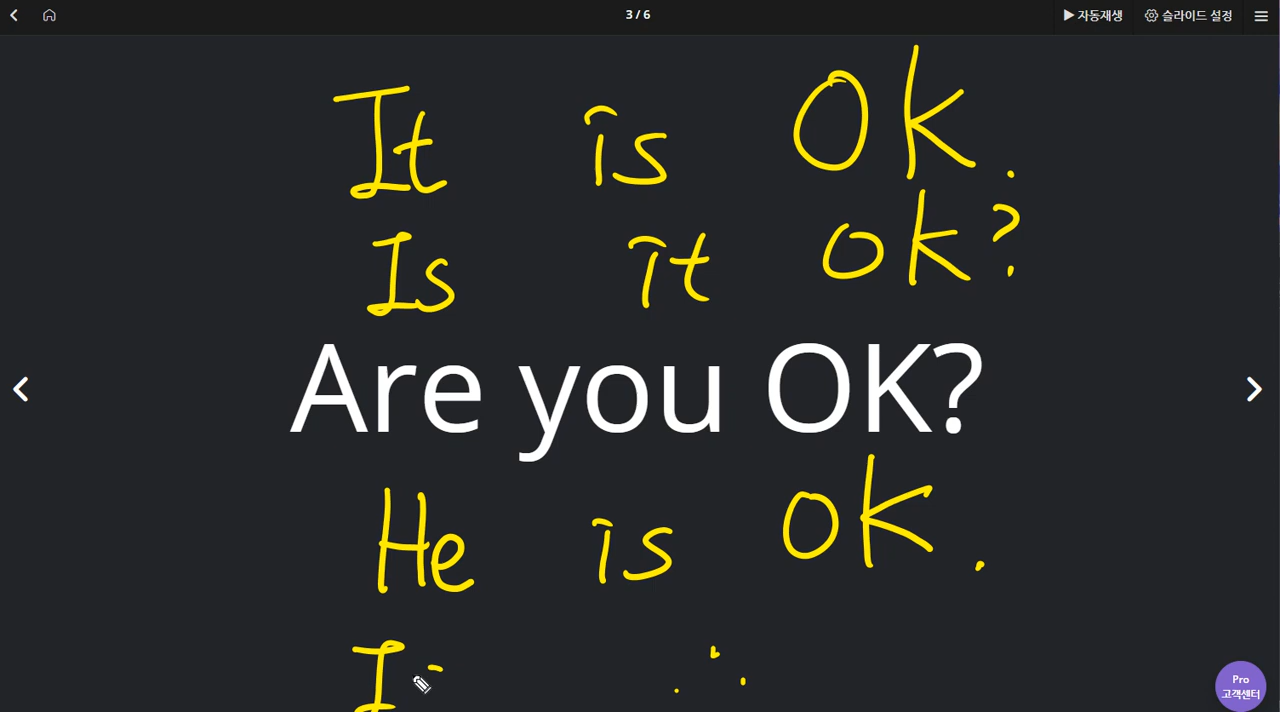 3 / 6
▶ 자동재생
슬라이드 설정
It is OK.
Is it ok?
Are you OK?
He is ok.
I
Pro
고객센터